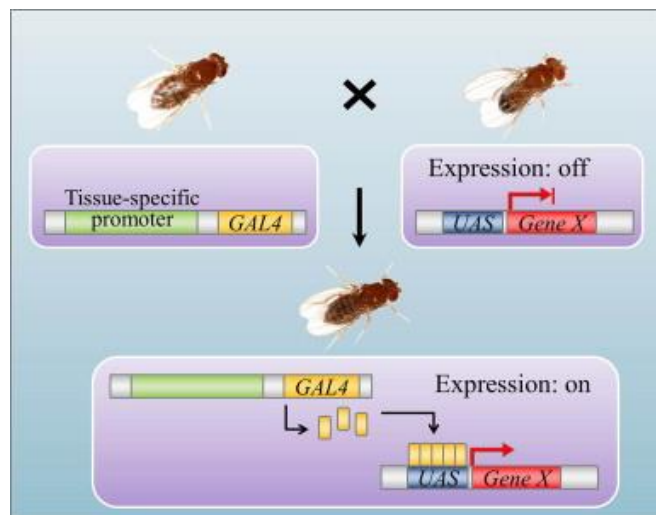 Tissue-specific
promoter
GAL4
Expression: off
UAS
Gene X
GAL4
Expression: on
UAS
Gene X